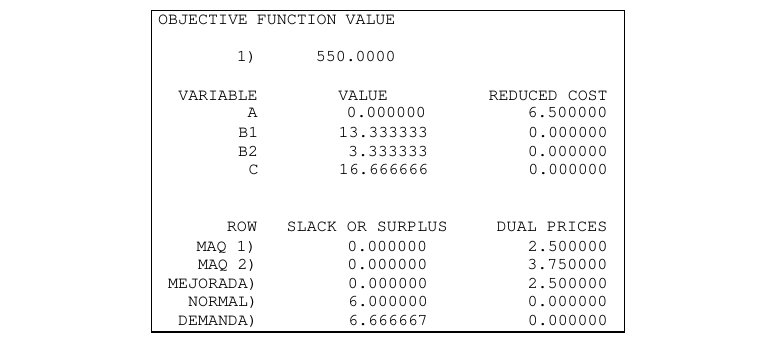 OBJECTIVE FUNCTION VALUE
1) 550.0000
VARIABLE VALUE REDUCED COST
A 0.000000 6.500000
B1 13.333333 0.000000
B2 3.333333 0.000000
C 16.666666 0.000000
ROW SLACK OR SURPLUS DUAL PRICES
MAQ 1) 0.000000 2.500000
MAQ 2) 0.000000 3.750000
MEJORADA) 0.000000 2.500000
NORMAL) 6.000000 0.000000
DEMANDA) 6.666667 0.000000